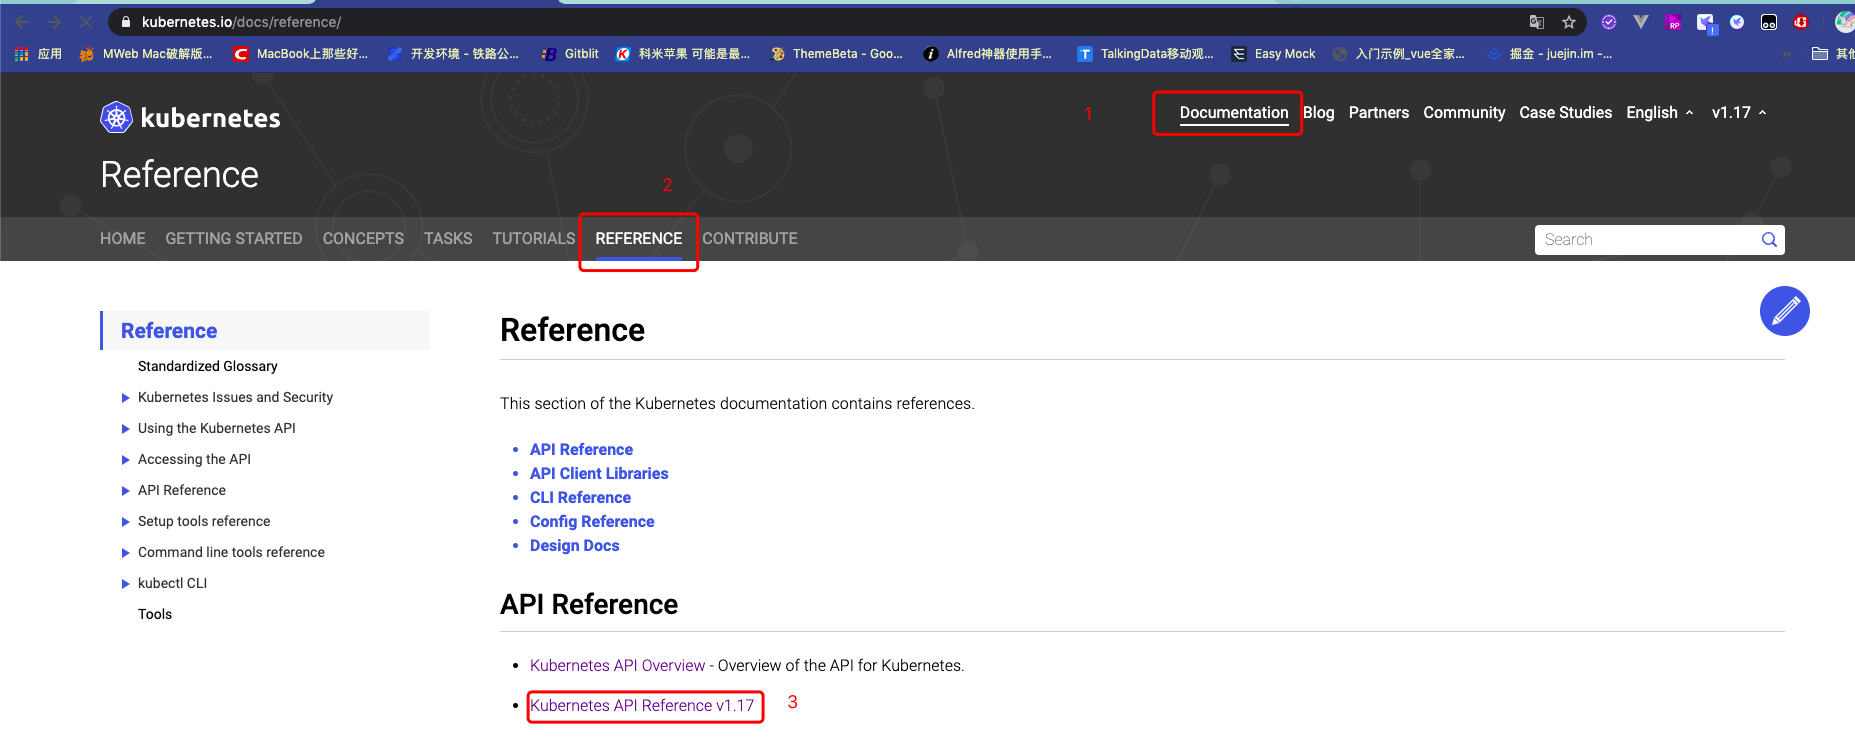 kubernetes.io/docs/reference/
应用 MWeb Mac破解版... MacBook上那些好... 开发环境 - 铁路公... Gitblit 科米苹果 可能是最... ThemeBeta - Goo... Alfred神器使用手... TalkingData移动观... Easy Mock 入门示例_vue全家... 掘金 - juejin.im -... » 其他
kubernetes
1
Documentation Blog Partners Community Case Studies English v1.17
Reference
2
HOME GETTING STARTED CONCEPTS TASKS TUTORIALS REFERENCE CONTRIBUTE
Search
Reference
Standardized Glossary
Kubernetes Issues and Security
Using the Kubernetes API
Accessing the API
API Reference
Setup tools reference
Command line tools reference
kubectl CLI
Tools
Reference
This section of the Kubernetes documentation contains references.
• API Reference
• API Client Libraries
• CLI Reference
• Config Reference
• Design Docs
API Reference
• Kubernetes API Overview - Overview of the API for Kubernetes.
• Kubernetes API Reference v1.17 3